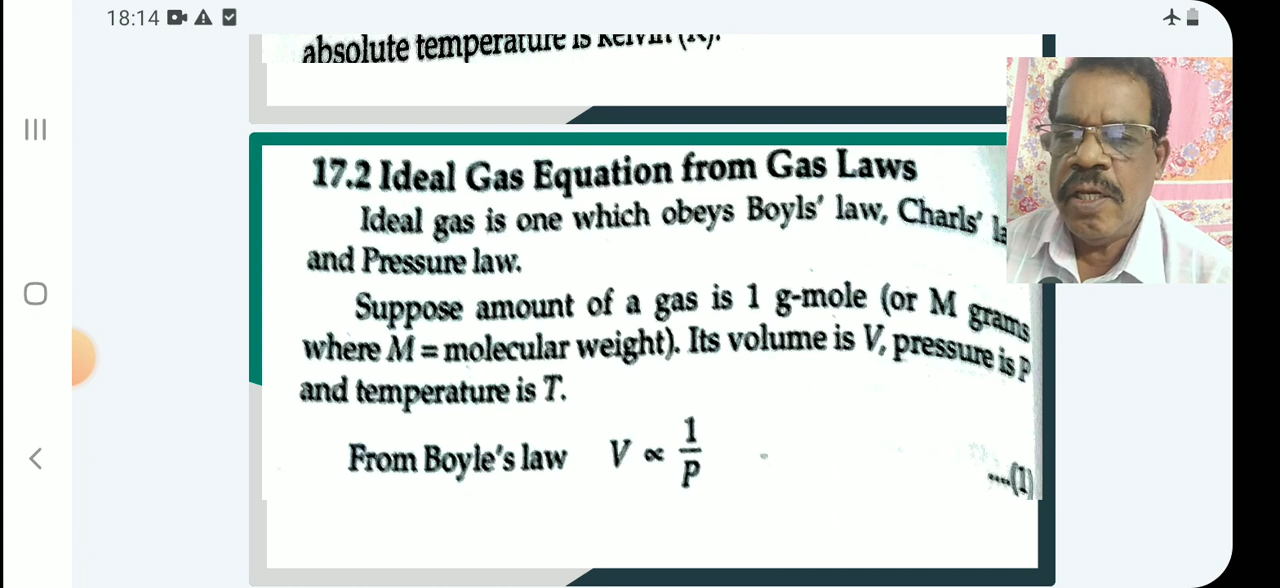 18:14
absolute temperature is Kelvin (K).
17.2 Ideal Gas Equation from Gas Laws
Ideal gas is one which obeys Boyls' law, Charls'
and Pressure law.
Suppose amount of a gas is 1 g-mole (or M grams
where M = molecular weight). Its volume is V, pressure is P
and temperature is T.
From Boyle's law V ∝ 1/P ....(1)